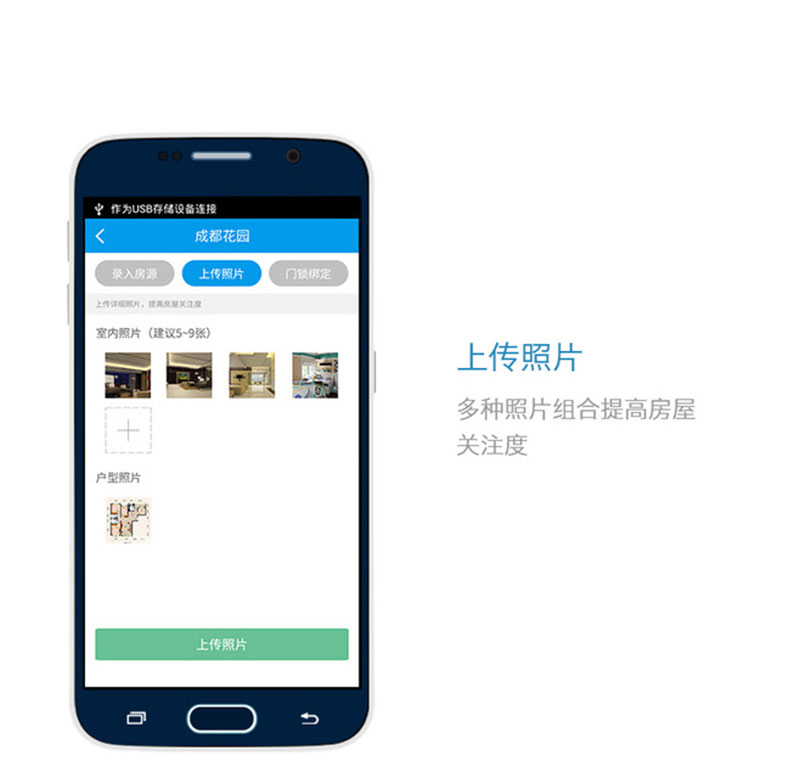 作为USB存储设备连接
成都花园
录入房源 上传照片 门锁绑定
上传详细照片，提高房屋关注度
室内照片（建议5~9张）
户型照片
上传照片
上传照片
多种照片组合提高房屋
关注度